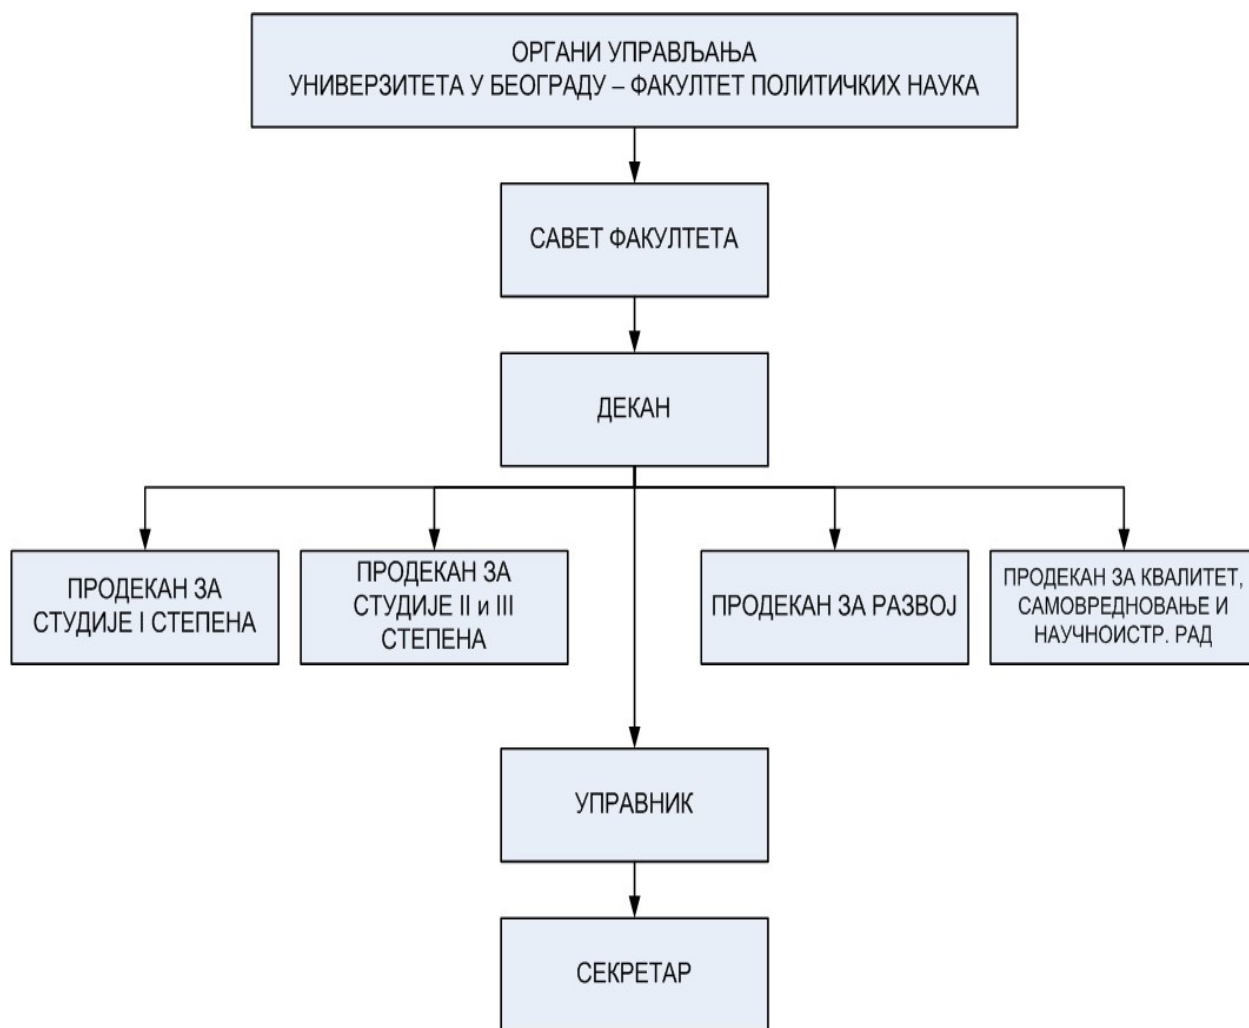 ОРГАНИ УПРАВЉАЊА
УНИВЕРЗИТЕТА У БЕОГРАДУ – ФАКУЛТЕТ ПОЛИТИЧКИХ НАУКА
САВЕТ ФАКУЛТЕТА
ДЕКАН
ПРОДЕКАН ЗА
СТУДИЈЕ I СТЕПЕНА
ПРОДЕКАН ЗА
СТУДИЈЕ II и III
СТЕПЕНА
ПРОДЕКАН ЗА РАЗВОЈ
ПРОДЕКАН ЗА КВАЛИТЕТ,
САМОВРЕДНОВАЊЕ И
НАУЧНОИСТР. РАД
УПРАВНИК
СЕКРЕТАР